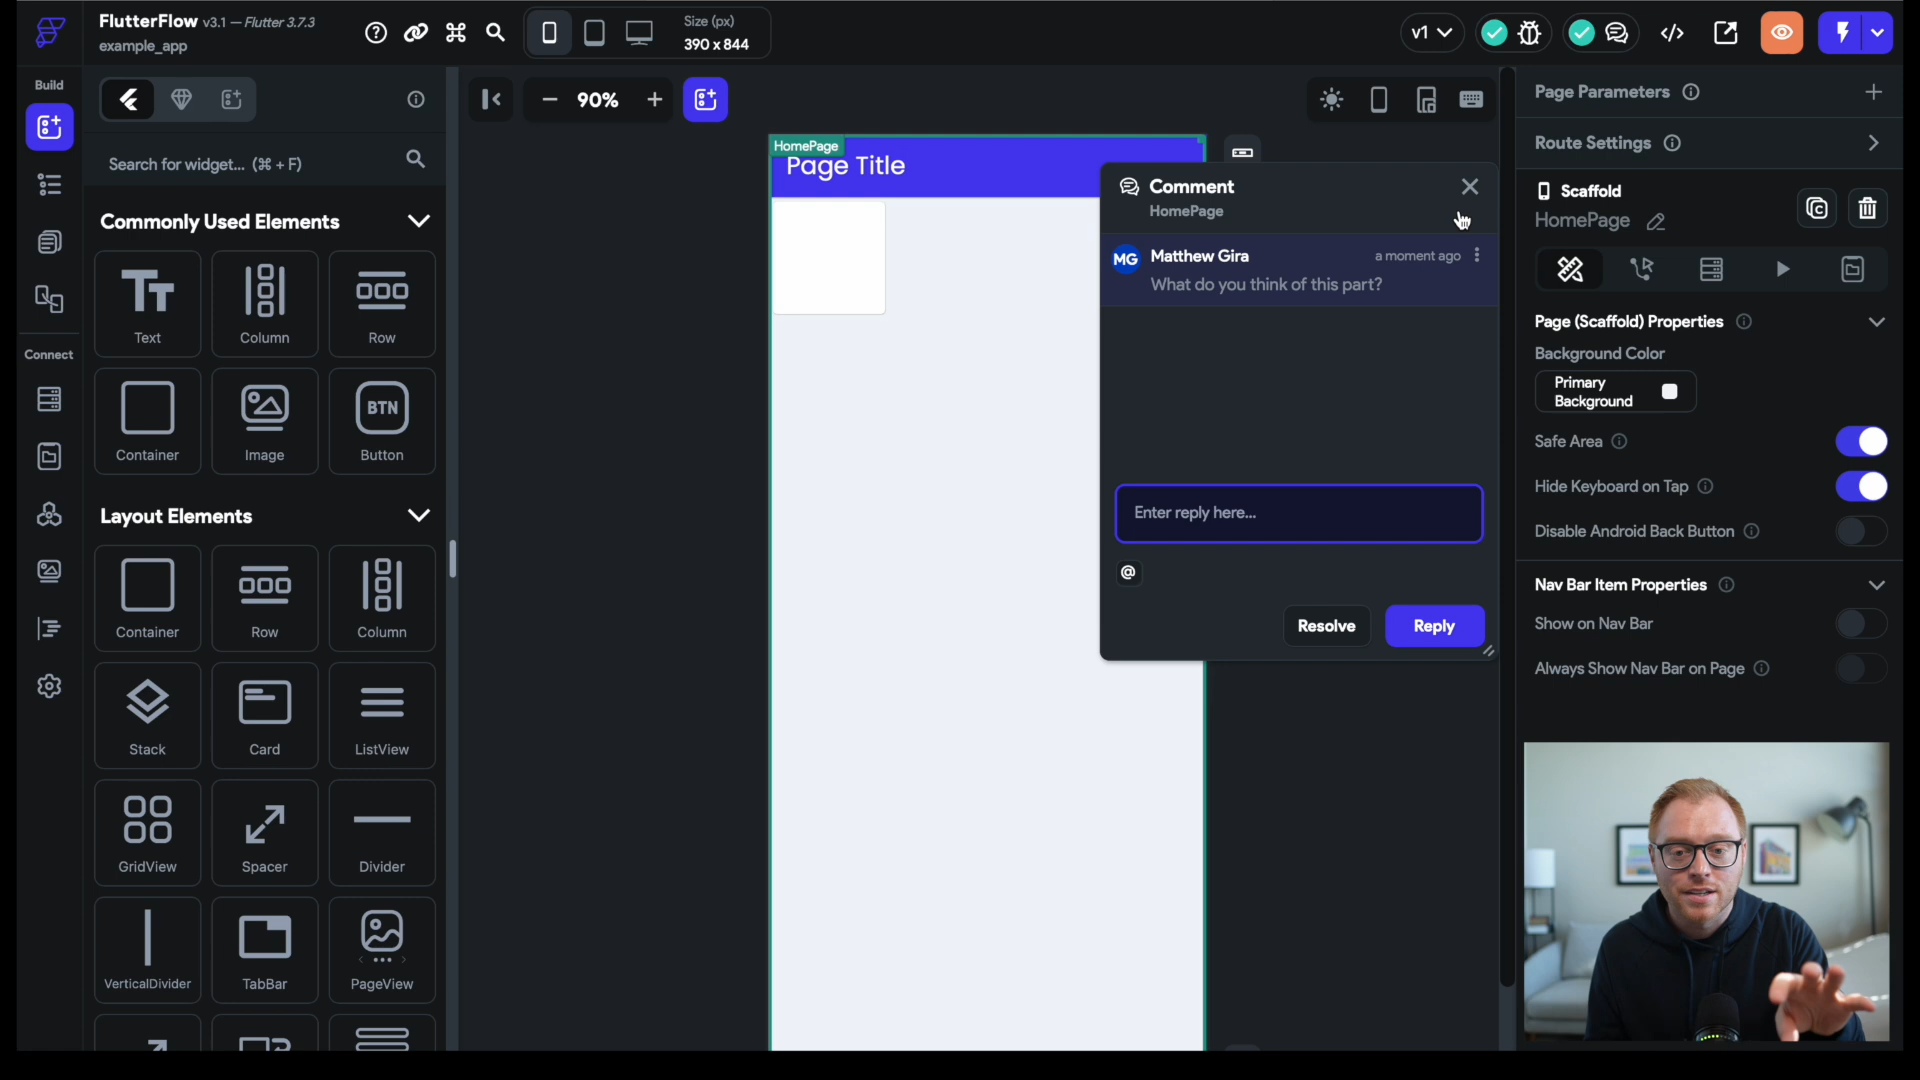 FlutterFlow v3.1 – Flutter 3.7.3
example_app
Size (px)
390 x 844
v1
Build
90%
Search for widget... (⌘ + F)
Commonly Used Elements
Text
Column
Row
Container
Image
BTN
Button
Layout Elements
Container
Row
Column
Stack
Card
ListView
GridView
Spacer
Divider
VerticalDivider
TabBar
PageView
Connect
HomePage
Page Title
Comment
HomePage
MG
Matthew Gira
a moment ago
What do you think of this part?
Enter reply here...
@
Resolve
Reply
Page Parameters
Route Settings
Scaffold
HomePage
Page (Scaffold) Properties
Background Color
Primary
Background
Safe Area
Hide Keyboard on Tap
Disable Android Back Button
Nav Bar Item Properties
Show on Nav Bar
Always Show Nav Bar on Page